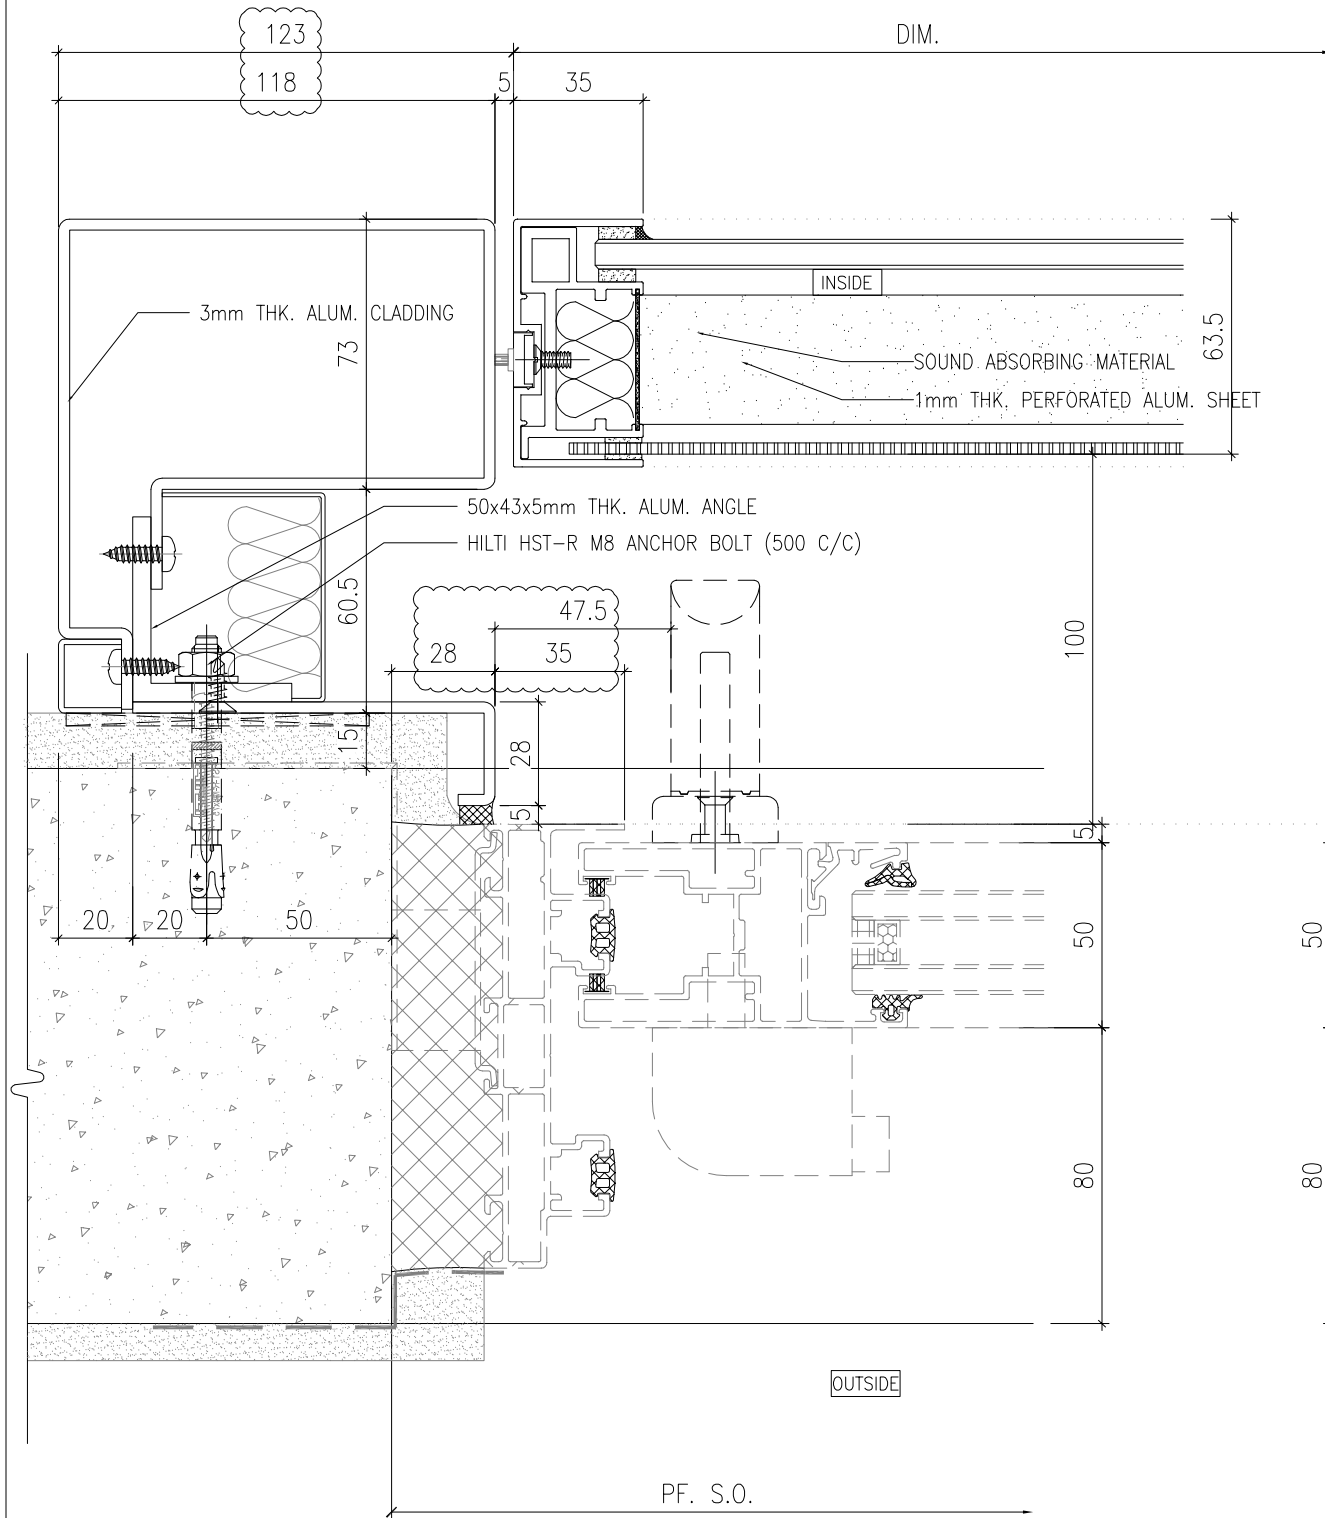 123
DIM.
118
5
35
INSIDE
3mm THK. ALUM. CLADDING
73
63.5
SOUND ABSORBING MATERIAL
1mm THK. PERFORATED ALUM. SHEET
50x43x5mm THK. ALUM. ANGLE
HILTI HST-R M8 ANCHOR BOLT (500 C/C)
60.5
47.5
28
35
100
15
28
5
5
20
20
50
50
50
80
80
OUTSIDE
PF. S.O.